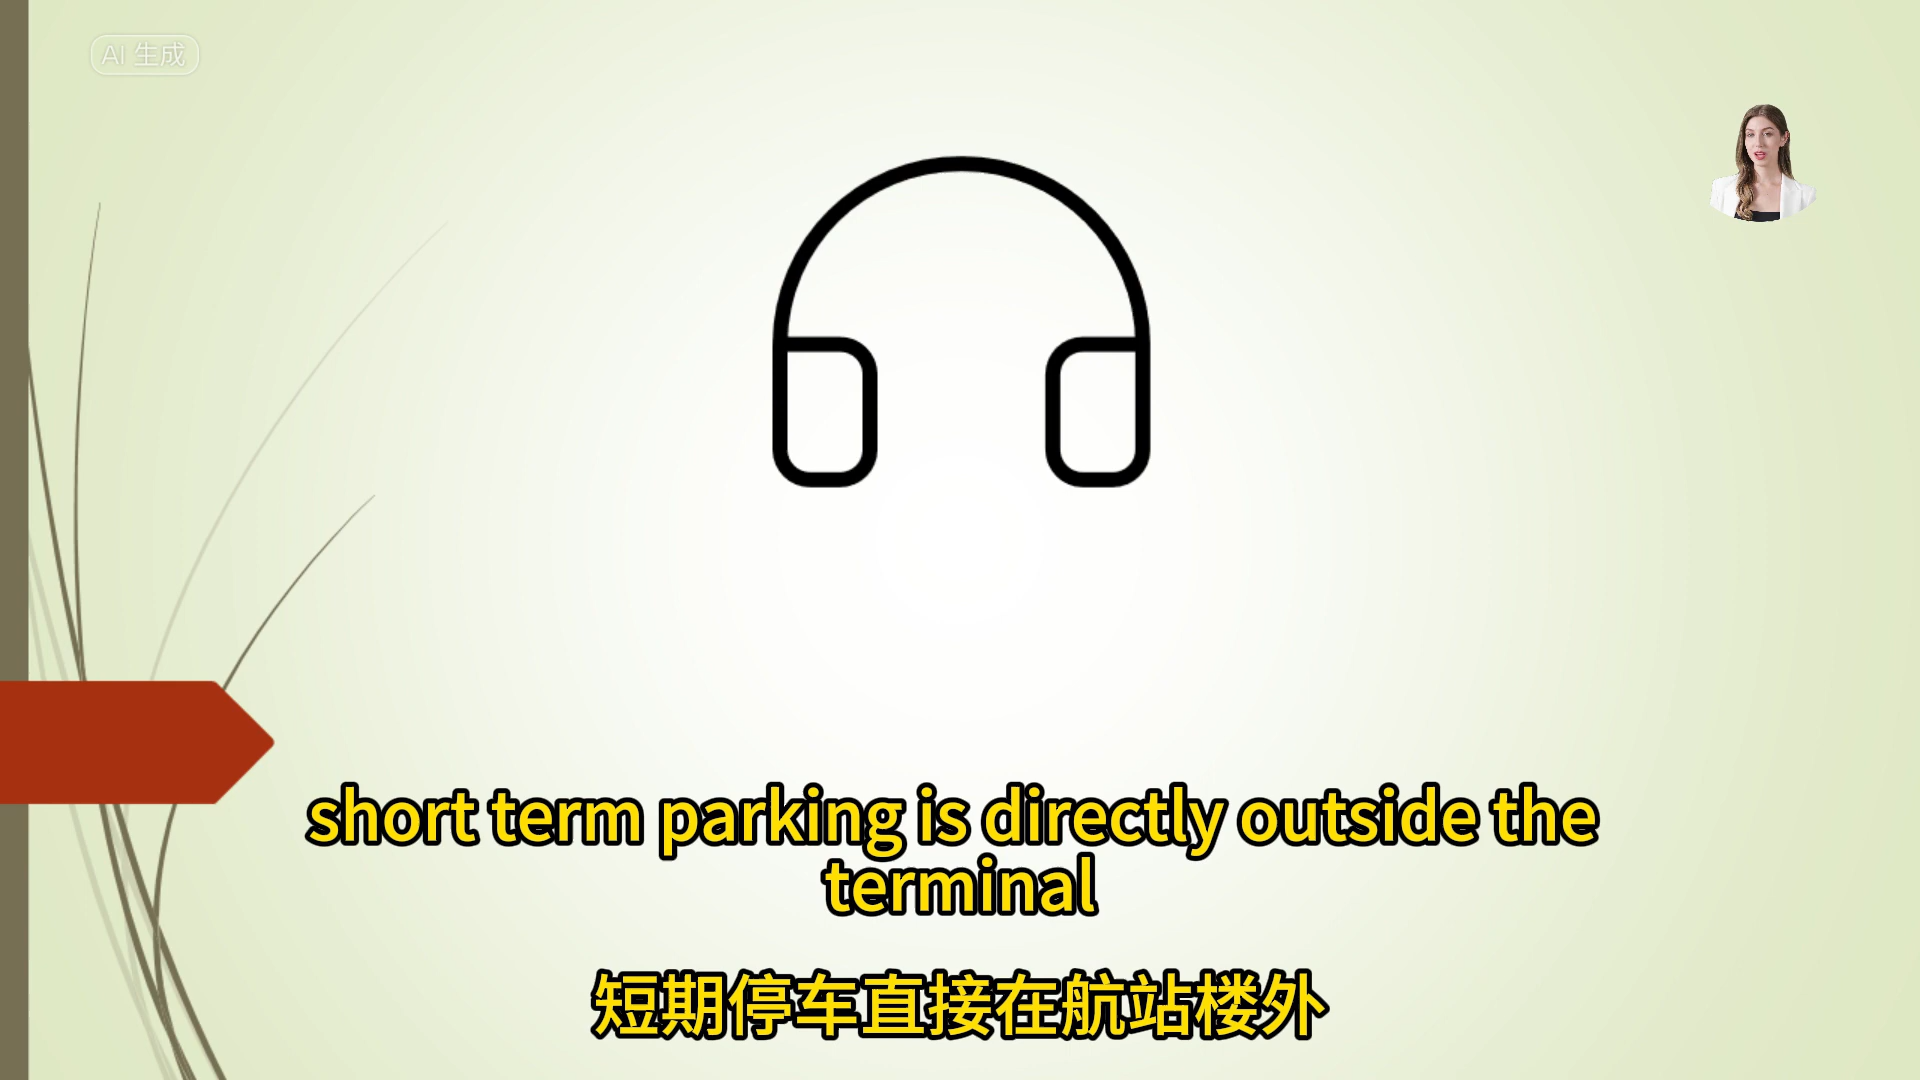 AI 生成
short term parking is directly outside the
terminal
短期停车直接在航站楼外